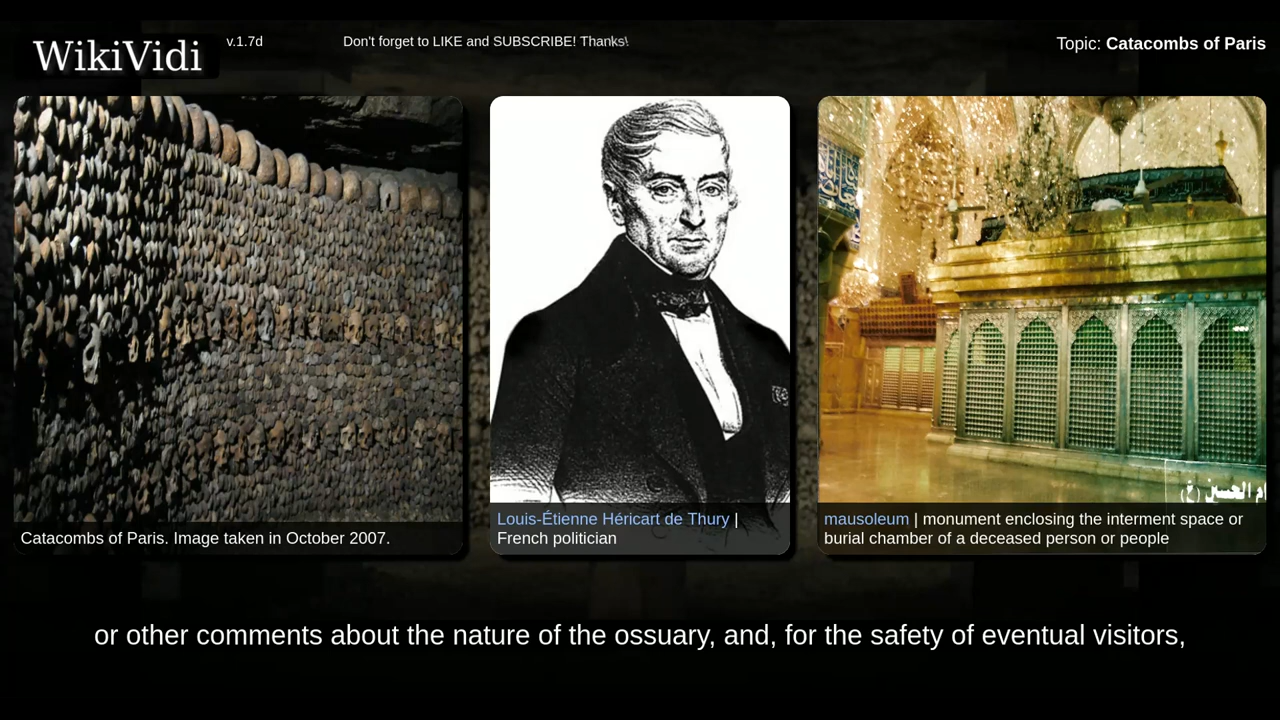 WikiVidi
v.1.7d
Don't forget to LIKE and SUBSCRIBE! Thanks!
Topic: Catacombs of Paris
Catacombs of Paris. Image taken in October 2007.
Louis-Étienne Héricart de Thury |
French politician
mausoleum | monument enclosing the interment space or
burial chamber of a deceased person or people
or other comments about the nature of the ossuary, and, for the safety of eventual visitors,